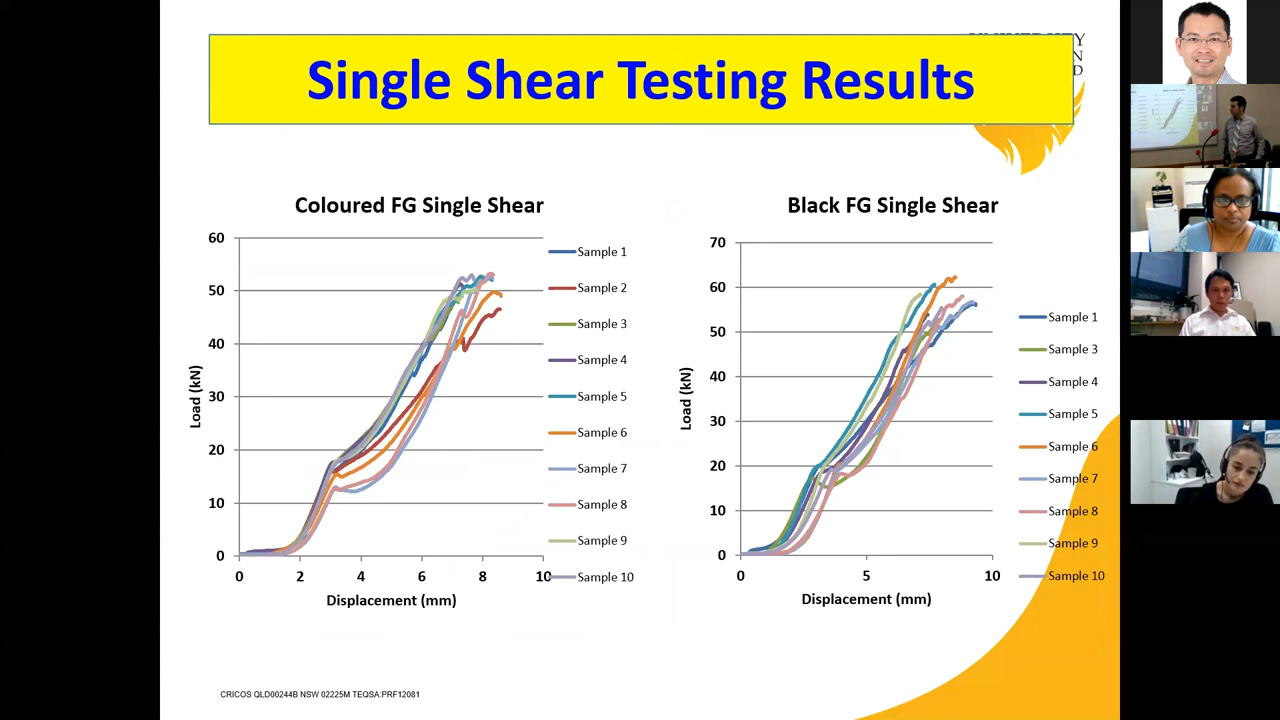 Single Shear Testing Results
Coloured FG Single Shear
60
50
40
30
20
10
0
Load (kN)
0 2 4 6 8 10
Displacement (mm)
Sample 1
Sample 2
Sample 3
Sample 4
Sample 5
Sample 6
Sample 7
Sample 8
Sample 9
Sample 10
Black FG Single Shear
70
60
50
40
30
20
10
0
Load (kN)
0 5 10
Displacement (mm)
Sample 1
Sample 3
Sample 4
Sample 5
Sample 6
Sample 7
Sample 8
Sample 9
Sample 10
CRICOS QLD00244B NSW 02225M TEQSA:PRF12081